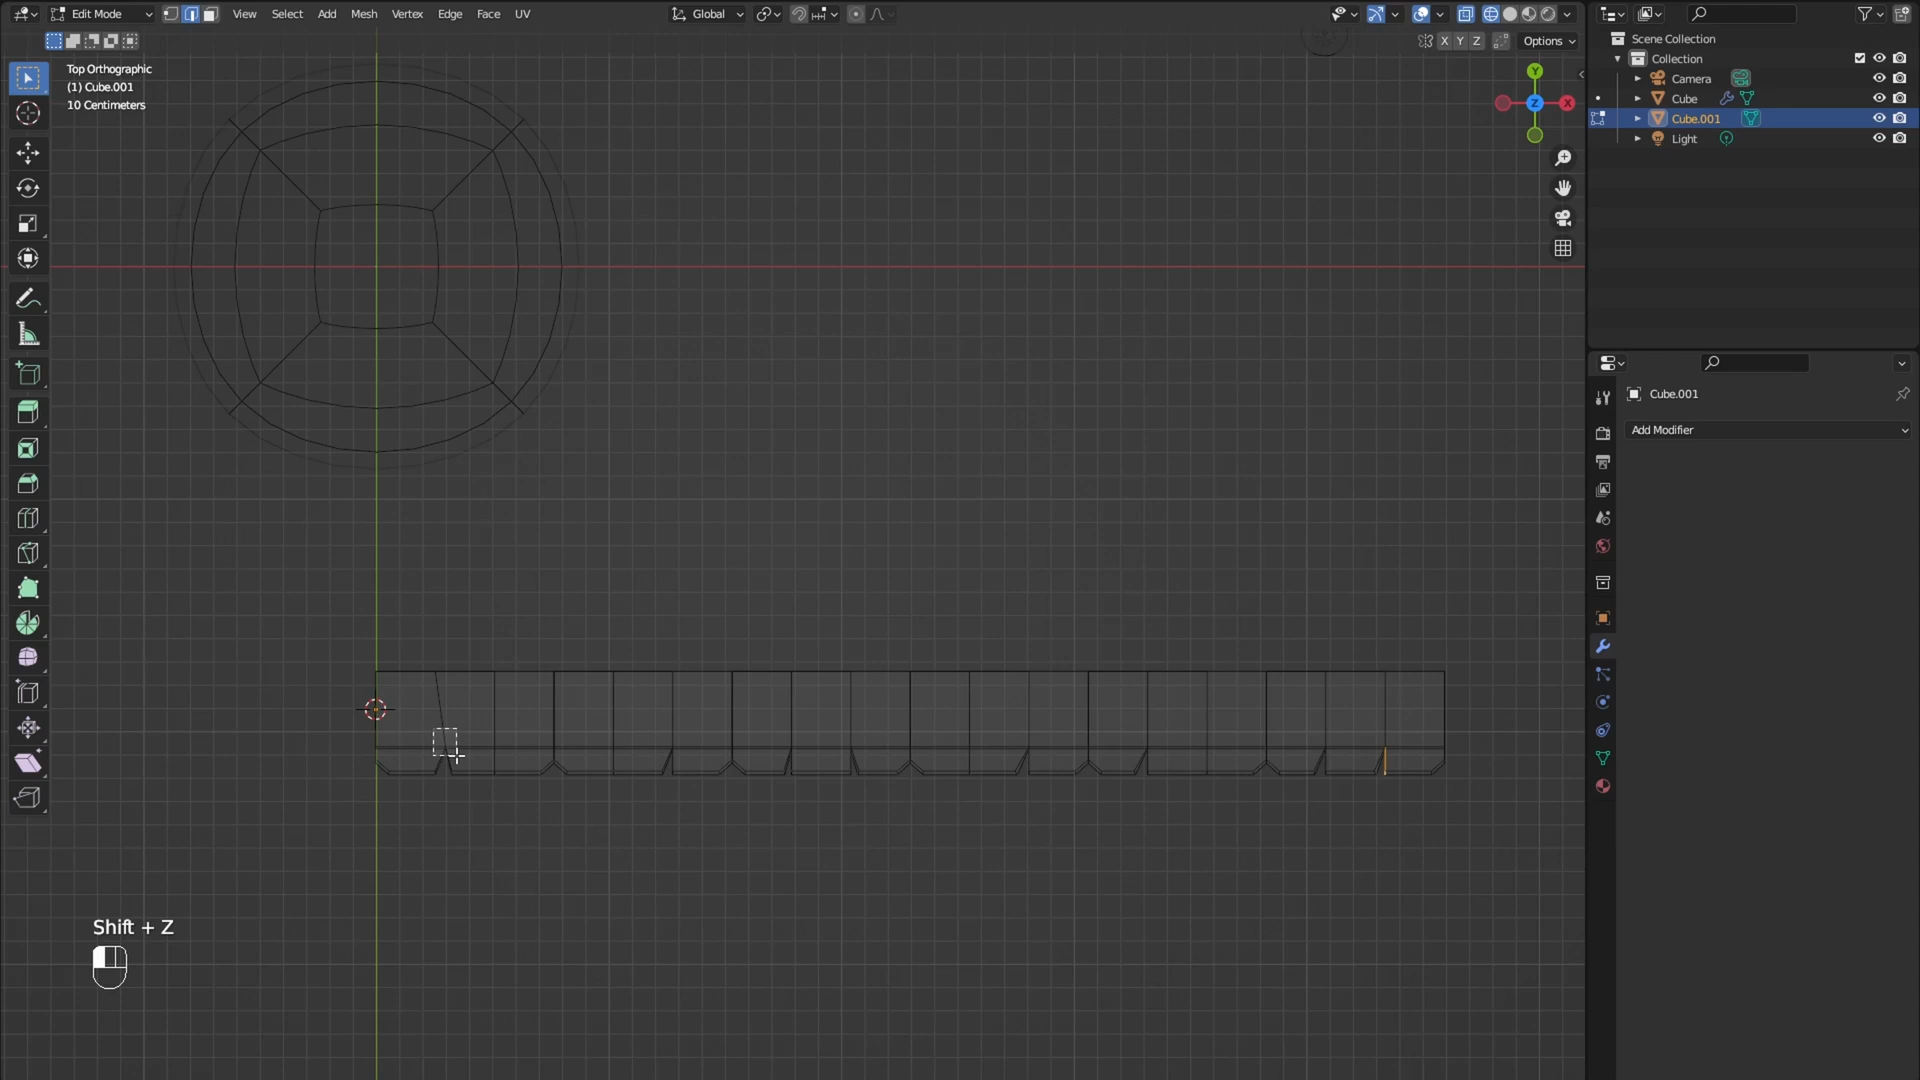 Edit Mode
View
Select
Add
Mesh
Vertex
Edge
Face
UV
Global
X
Y
Z
Options
Top Orthographic
(1) Cube.001
10 Centimeters
Y
Z
X
Scene Collection
Collection
Camera
Cube
Cube.001
Light
Cube.001
Add Modifier
Shift + Z